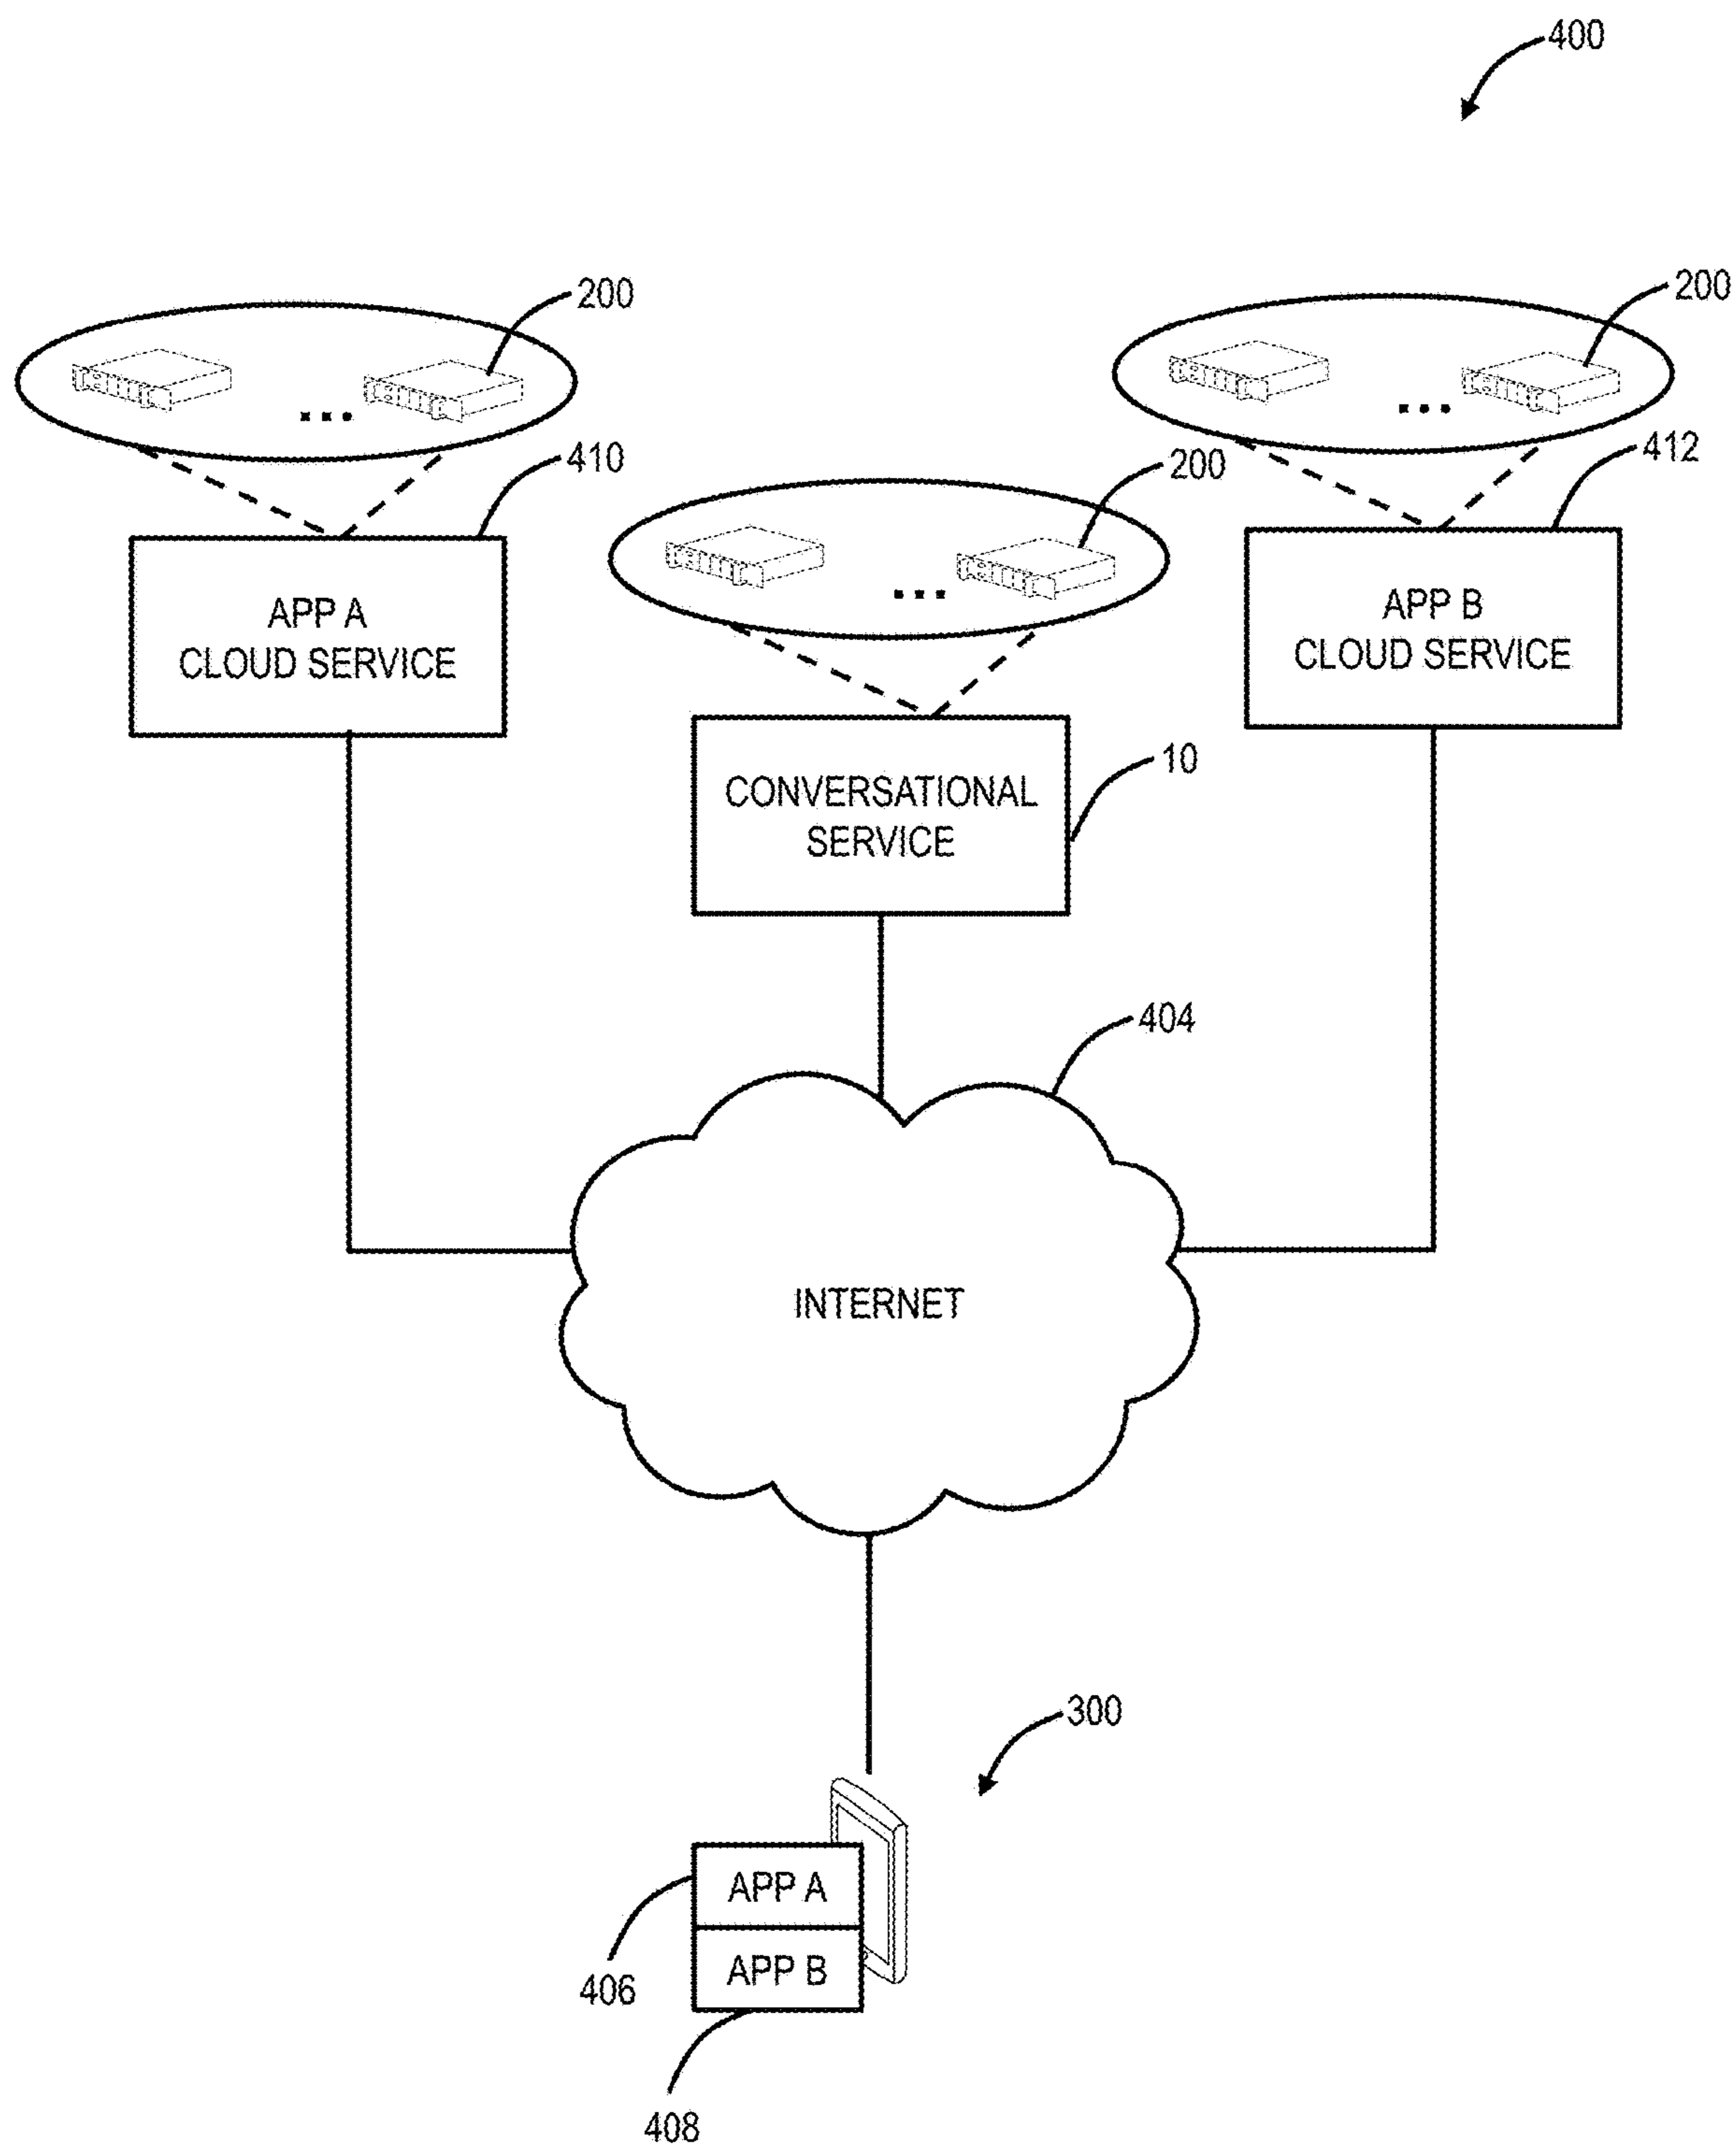 400
200
200
410
200
412
APP A
CLOUD SERVICE
APP B
CLOUD SERVICE
10
CONVERSATIONAL
SERVICE
404
INTERNET
300
APP A
APP B
406
408